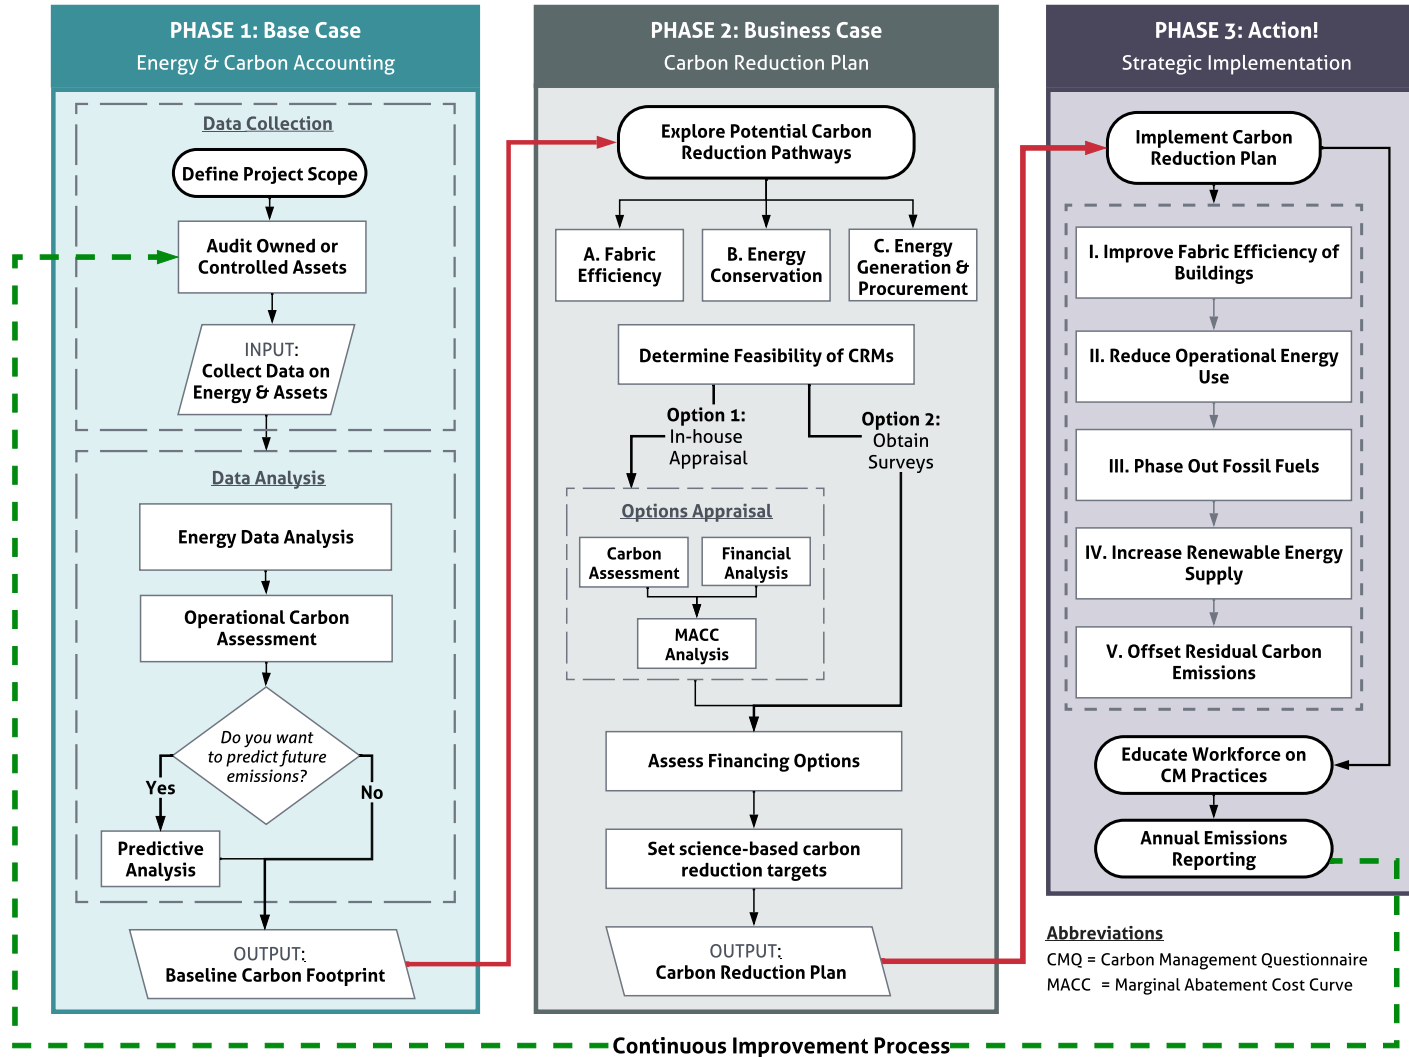 PHASE 1: Base Case
Energy & Carbon Accounting
Data Collection
Define Project Scope
Audit Owned or
Controlled Assets
INPUT:
Collect Data on
Energy & Assets
Data Analysis
Energy Data Analysis
Operational Carbon
Assessment
Do you want
to predict future
emissions?
Yes
No
Predictive
Analysis
OUTPUT:
Baseline Carbon Footprint
PHASE 2: Business Case
Carbon Reduction Plan
Explore Potential Carbon
Reduction Pathways
A. Fabric
Efficiency
B. Energy
Conservation
C. Energy
Generation &
Procurement
Determine Feasibility of CRMs
Option 1:
In-house
Appraisal
Option 2:
Obtain
Surveys
Options Appraisal
Carbon
Assessment
Financial
Analysis
MACC
Analysis
Assess Financing Options
Set science-based carbon
reduction targets
OUTPUT:
Carbon Reduction Plan
PHASE 3: Action!
Strategic Implementation
Implement Carbon
Reduction Plan
I. Improve Fabric Efficiency of
Buildings
II. Reduce Operational Energy
Use
III. Phase Out Fossil Fuels
IV. Increase Renewable Energy
Supply
V. Offset Residual Carbon
Emissions
Educate Workforce on
CM Practices
Annual Emissions
Reporting
Abbreviations
CMQ = Carbon Management Questionnaire
MACC = Marginal Abatement Cost Curve
Continuous Improvement Process